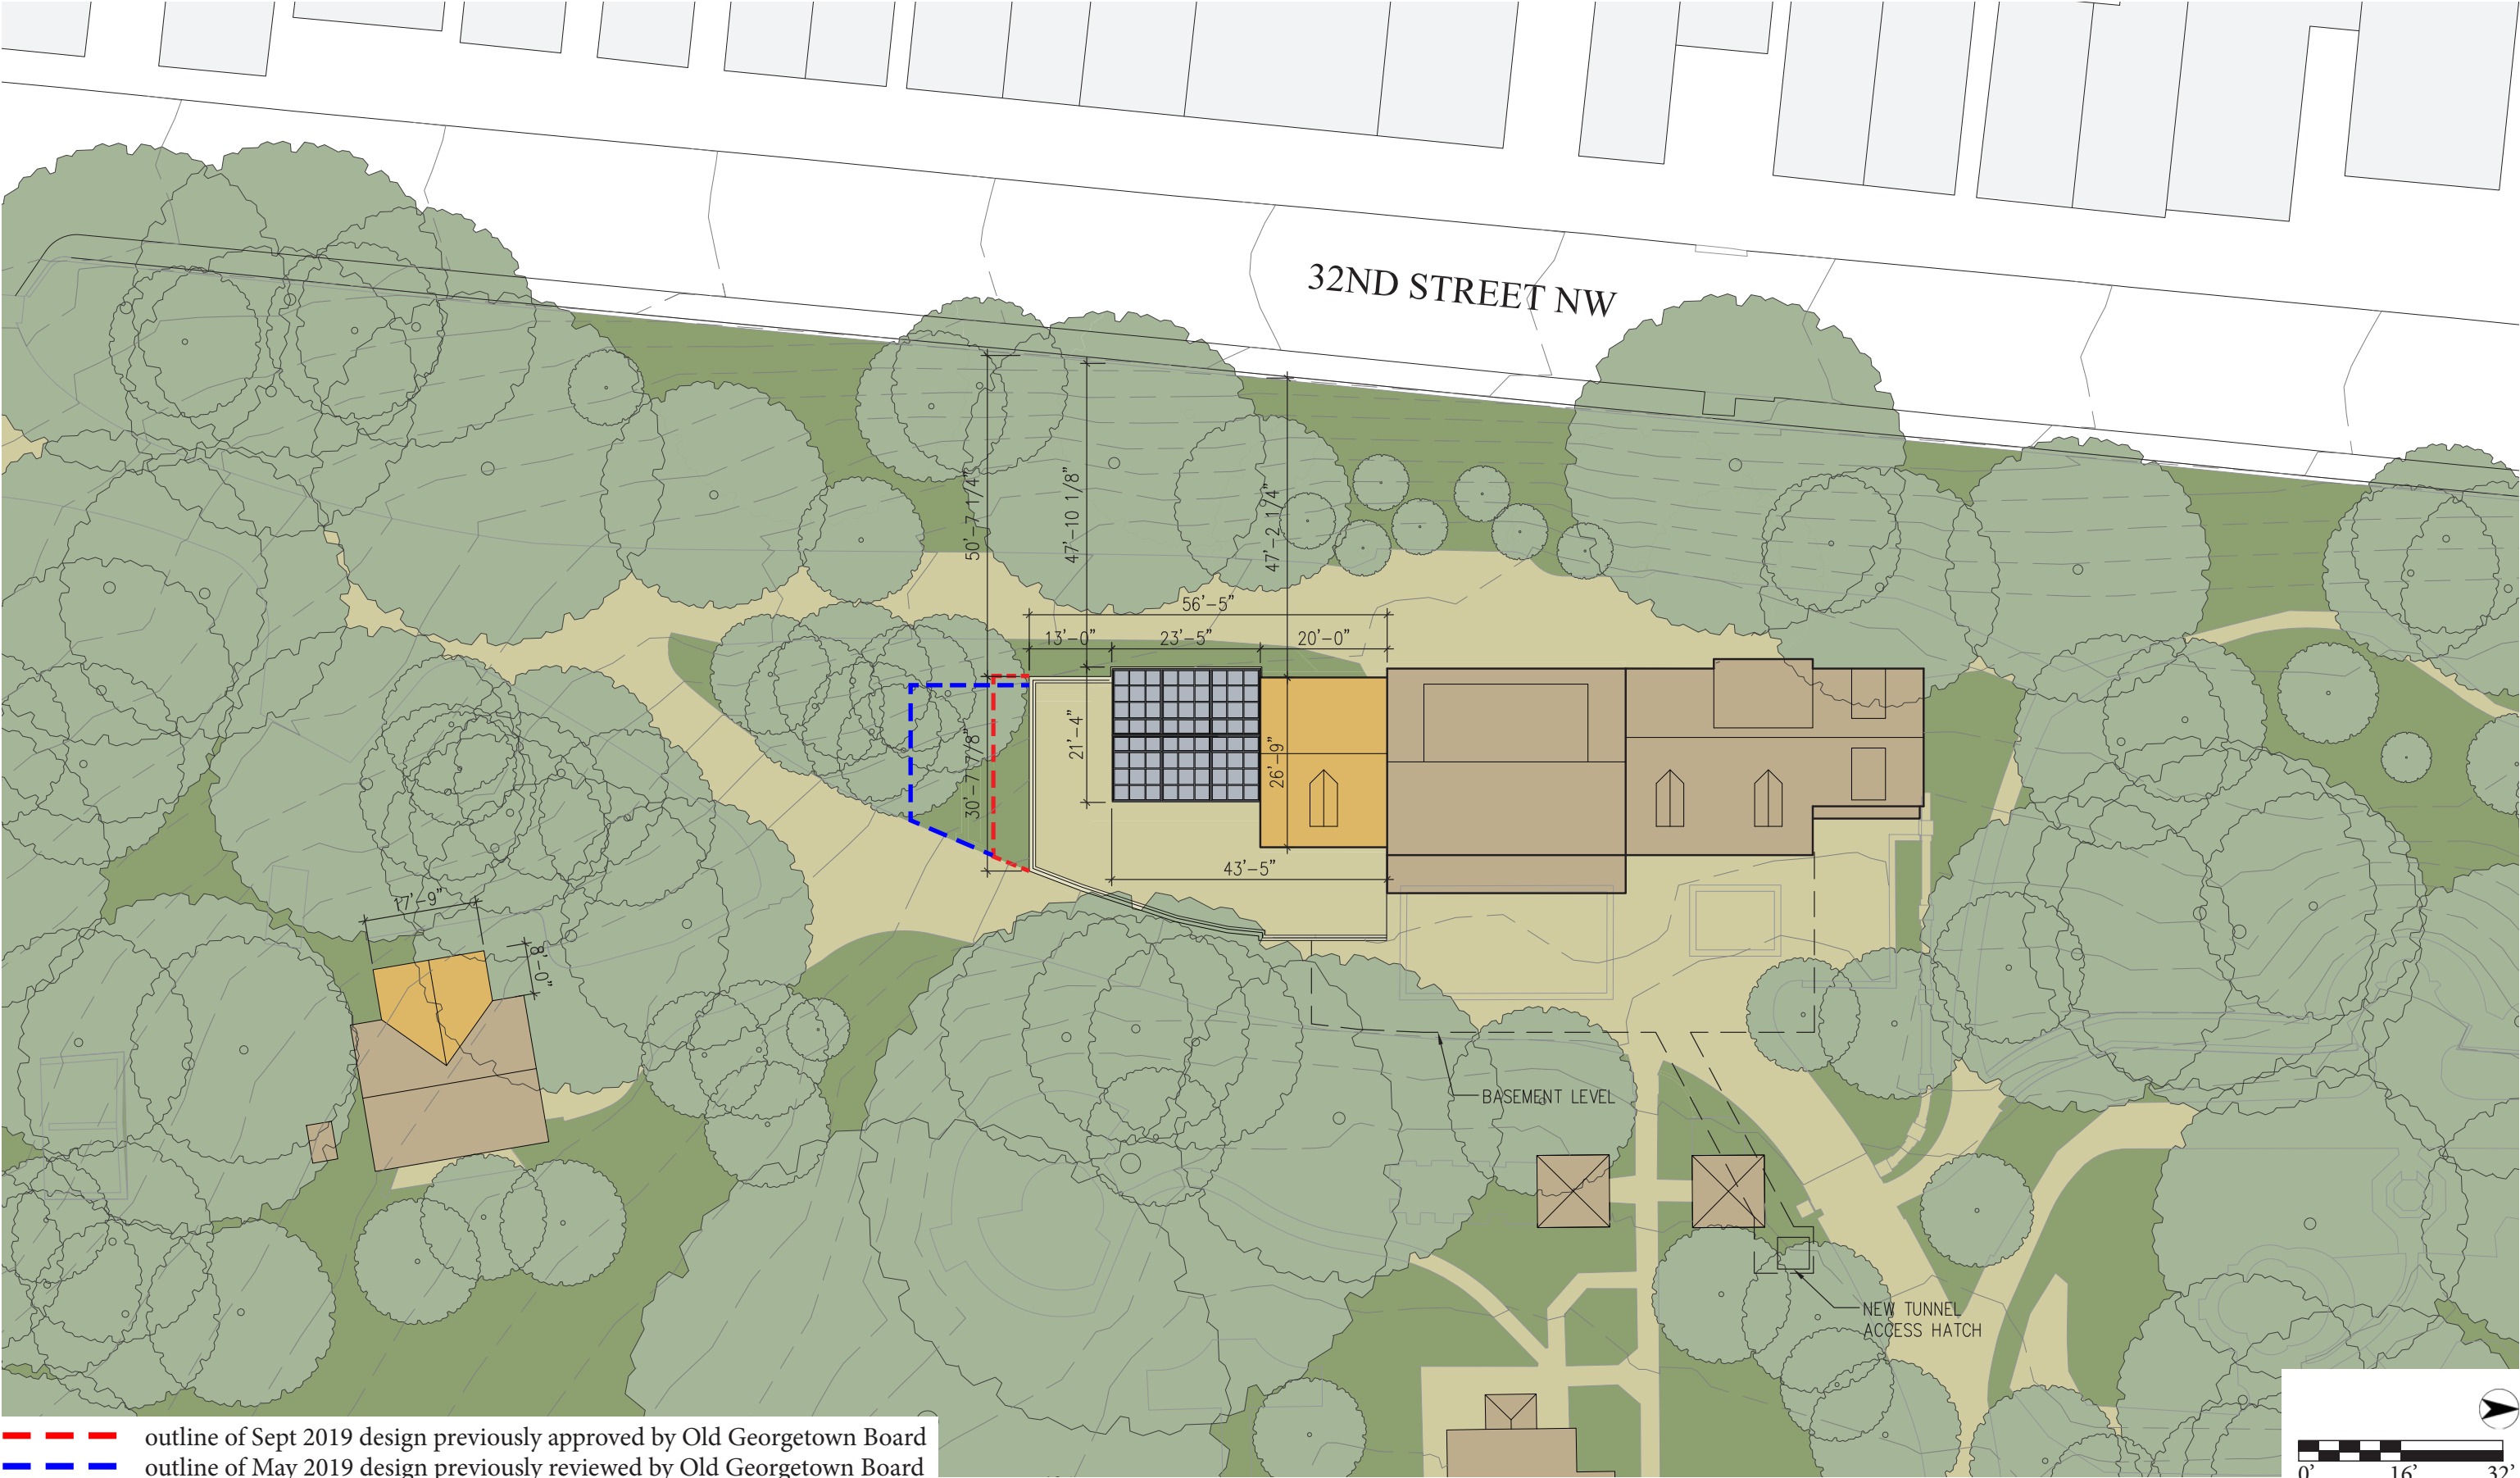 32ND STREET NW
50'-7 1/4"
47'-10 1/8"
47'-2 1/4"
56'-5"
13'-0"
23'-5"
20'-0"
30'-7 7/8"
21'-4"
26'-9"
43'-5"
17'-9"
8'-0"
BASEMENT LEVEL
NEW TUNNEL
ACCESS HATCH
outline of Sept 2019 design previously approved by Old Georgetown Board
outline of May 2019 design previously reviewed by Old Georgetown Board
0' 16' 32'